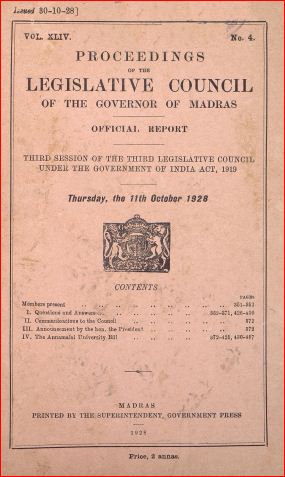 Issued 30-10-28]
VOL. XLIV. No. 4.
PROCEEDINGS
OF THE
LEGISLATIVE COUNCIL
OF THE GOVERNOR OF MADRAS
OFFICIAL REPORT
THIRD SESSION OF THE THIRD LEGISLATIVE COUNCIL
UNDER THE GOVERNMENT OF INDIA ACT, 1919
Thursday, the 11th October 1928
CONTENTS
PAGES
Members present
I. Questions and Answers
II. Communications to the Council 372
III. Announcement by the hon. the President 372
IV. The Annamalai University Bill
MADRAS
PRINTED BY THE SUPERINTENDENT, GOVERNMENT PRESS
1928
Price, 2 annas.